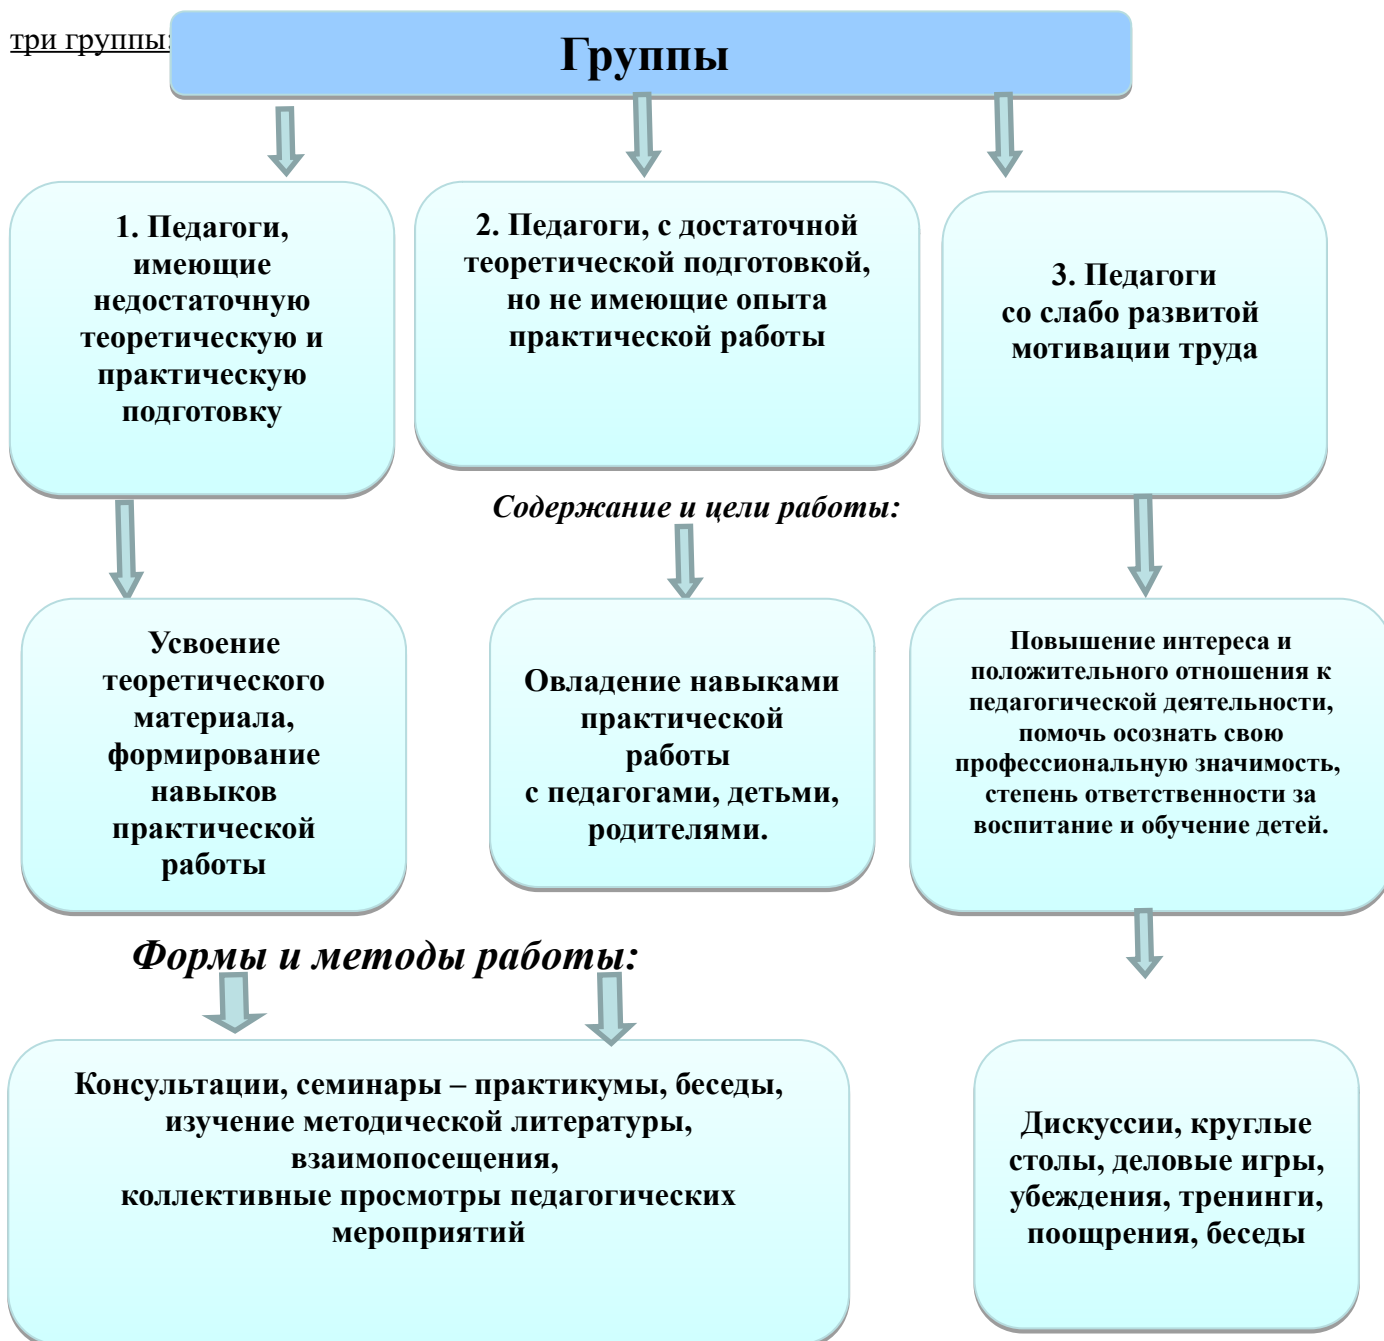 три группы:
Группы
1. Педагоги,
имеющие
недостаточную
теоретическую и
практическую
подготовку
2. Педагоги, с достаточной
теоретической подготовкой,
но не имеющие опыта
практической работы
3. Педагоги
со слабо развитой
мотивации труда
Содержание и цели работы:
Усвоение
теоретического
материала,
формирование
навыков
практической
работы
Овладение навыками
практической
работы
с педагогами, детьми,
родителями.
Повышение интереса и
положительного отношения к
педагогической деятельности,
помочь осознать свою
профессиональную значимость,
степень ответственности за
воспитание и обучение детей.
Формы и методы работы:
Консультации, семинары – практикумы, беседы,
изучение методической литературы,
взаимопосещения,
коллективные просмотры педагогических
мероприятий
Дискуссии, круглые
столы, деловые игры,
убеждения, тренинги,
поощрения, беседы